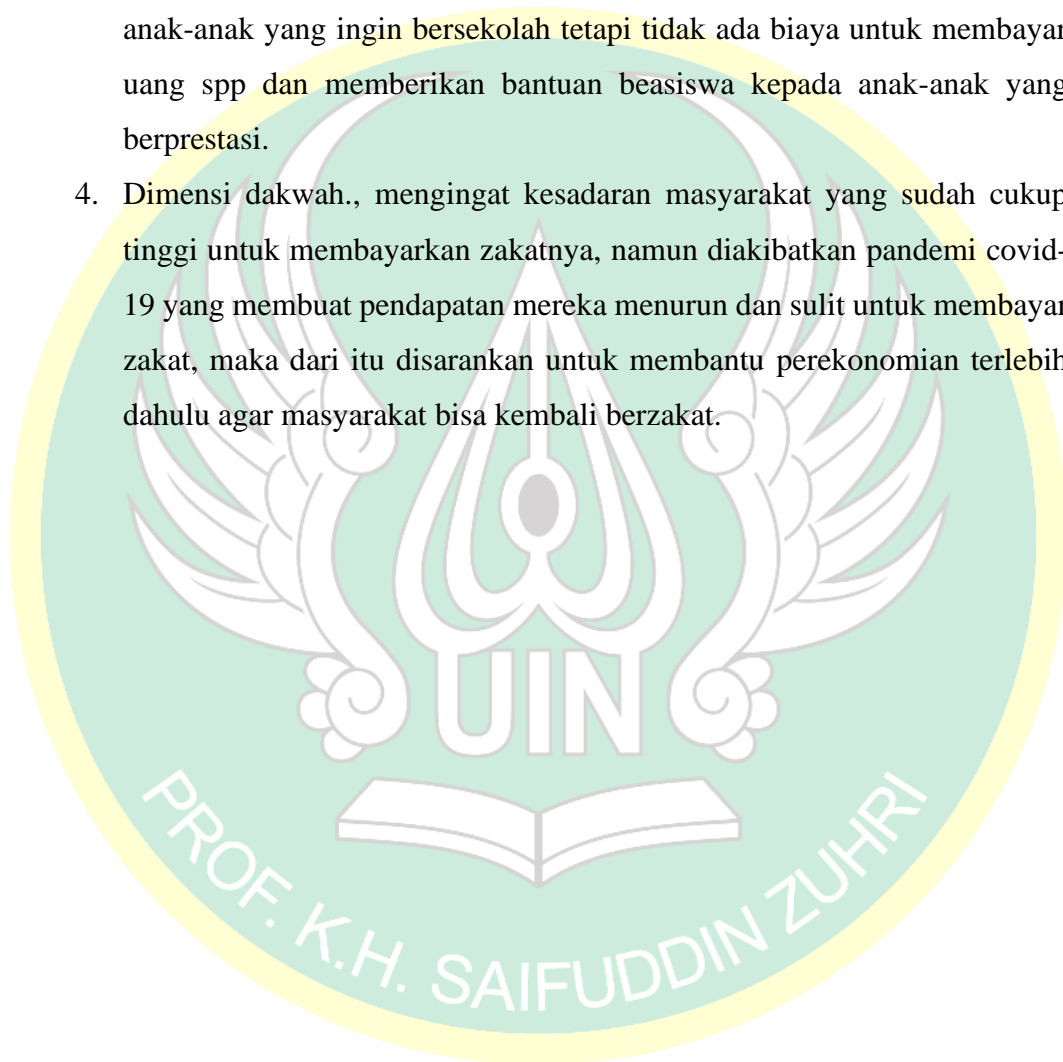 anak-anak yang ingin bersekolah tetapi tidak ada biaya untuk membayar
uang spp dan memberikan bantuan beasiswa kepada anak-anak yang
berprestasi.
4. Dimensi dakwah., mengingat kesadaran masyarakat yang sudah cukup
tinggi untuk membayarkan zakatnya, namun diakibatkan pandemi covid-
19 yang membuat pendapatan mereka menurun dan sulit untuk membayar
zakat, maka dari itu disarankan untuk membantu perekonomian terlebih
dahulu agar masyarakat bisa kembali berzakat.
UIN
PROF. K.H. SAIFUDDIN ZUHRI